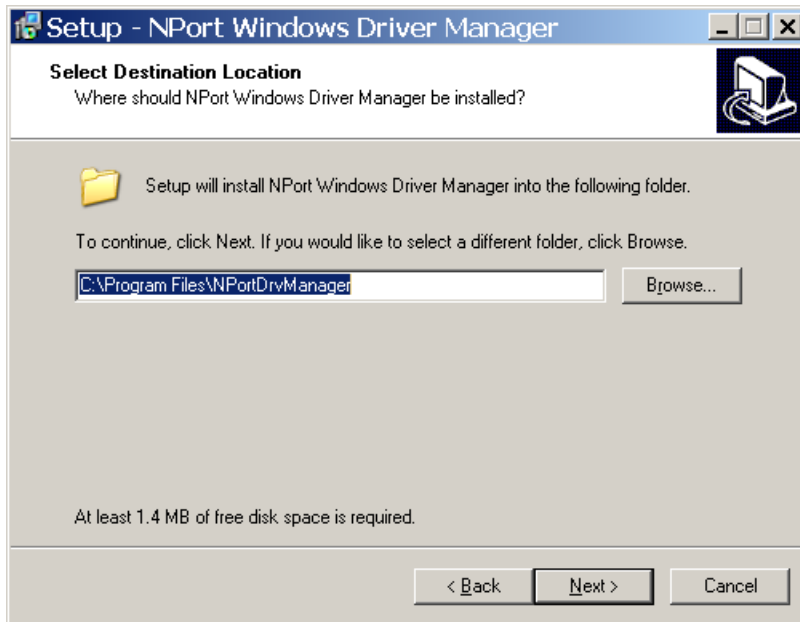 Setup - NPort Windows Driver Manager
Select Destination Location
Where should NPort Windows Driver Manager be installed?
Setup will install NPort Windows Driver Manager into the following folder.
To continue, click Next. If you would like to select a different folder, click Browse.
C:\Program Files\NPortDrvManager
Browse...
At least 1.4 MB of free disk space is required.
< Back
Next >
Cancel